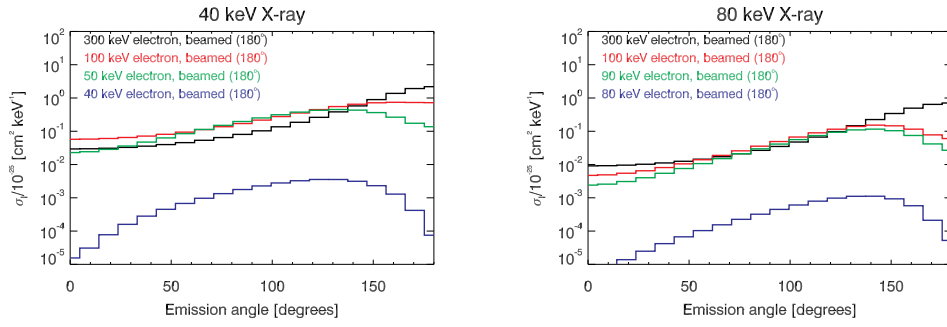 40 keV X-ray
300 keV electron, beamed (180°)
100 keV electron, beamed (180°)
50 keV electron, beamed (180°)
40 keV electron, beamed (180°)
σI/10⁻²⁵ [cm² keV⁻¹]
10²
10¹
10⁰
10⁻¹
10⁻²
10⁻³
10⁻⁴
10⁻⁵
0 50 100 150
Emission angle [degrees]
80 keV X-ray
300 keV electron, beamed (180°)
100 keV electron, beamed (180°)
90 keV electron, beamed (180°)
80 keV electron, beamed (180°)
σI/10⁻²⁵ [cm² keV⁻¹]
10²
10¹
10⁰
10⁻¹
10⁻²
10⁻³
10⁻⁴
10⁻⁵
0 50 100 150
Emission angle [degrees]